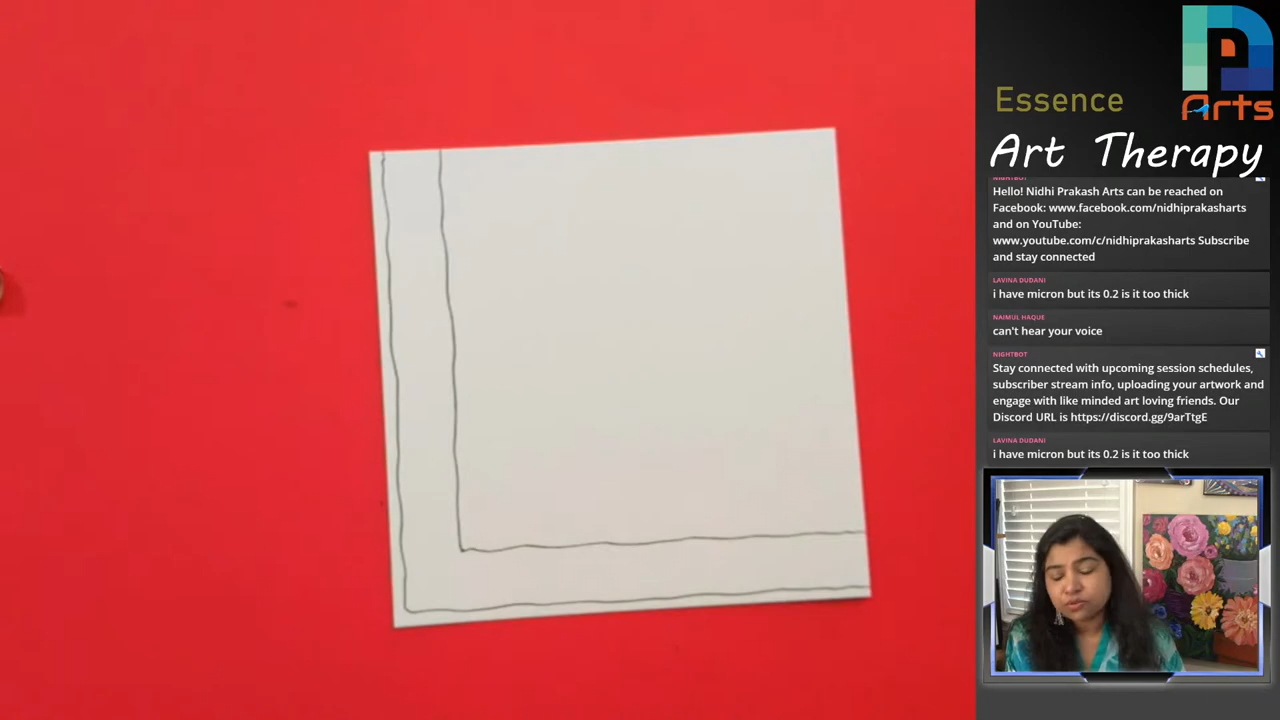 Essence
Arts
Art Therapy
NIGHTBOT
Hello! Nidhi Prakash Arts can be reached on
Facebook: www.facebook.com/nidhiprakasharts
and on YouTube:
www.youtube.com/c/nidhiprakasharts Subscribe
and stay connected
LAVINA DUDANI
i have micron but its 0.2 is it too thick
NAIMUL HAQUE
can't hear your voice
NIGHTBOT
Stay connected with upcoming session schedules,
subscriber stream info, uploading your artwork and
engage with like minded art loving friends. Our
Discord URL is https://discord.gg/9arTtgE
LAVINA DUDANI
i have micron but its 0.2 is it too thick